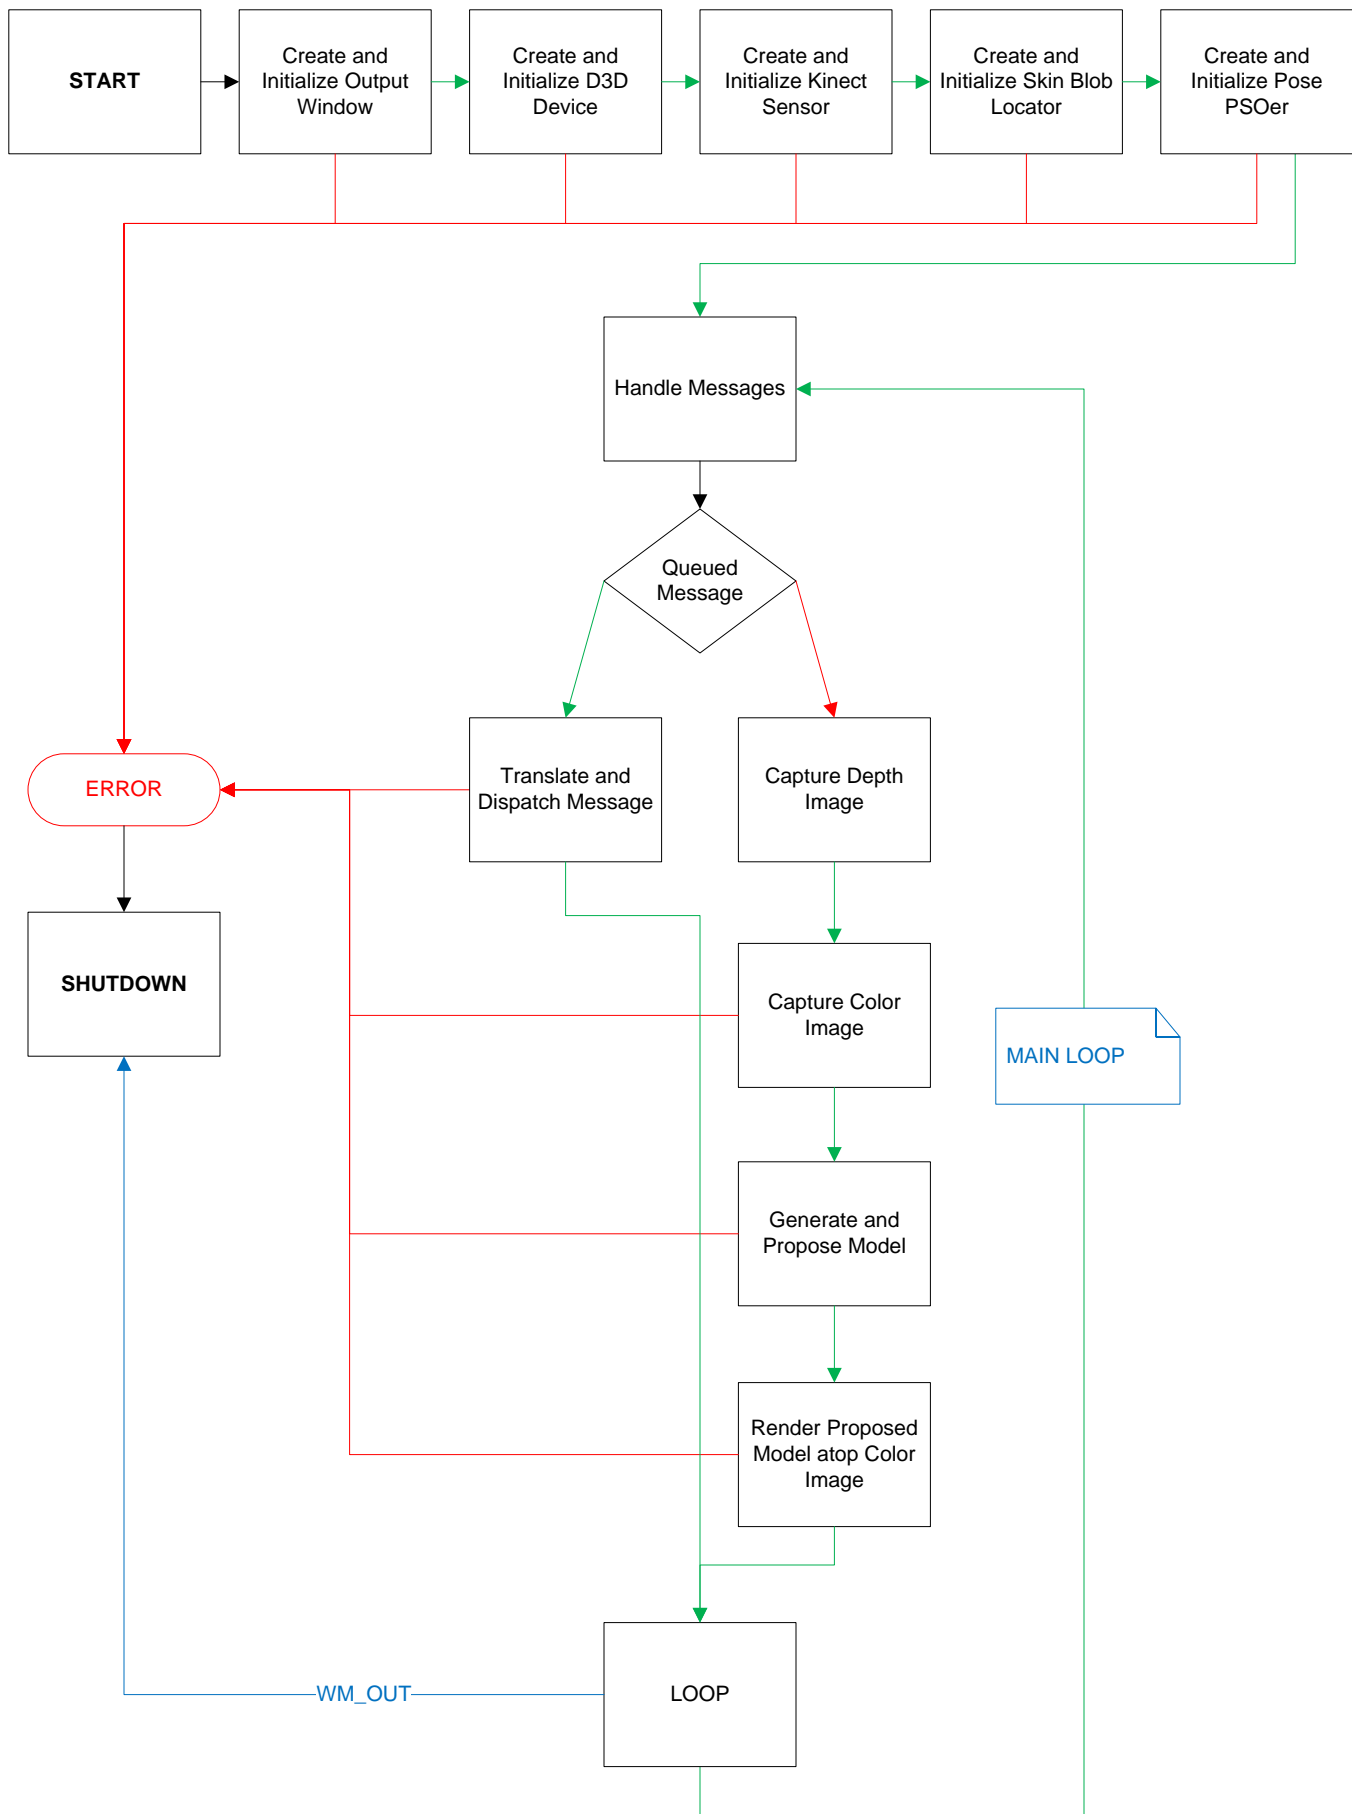 START
Create and
Initialize Output
Window
Create and
Initialize D3D
Device
Create and
Initialize Kinect
Sensor
Create and
Initialize Skin Blob
Locator
Create and
Initialize Pose
PSOer
Handle Messages
Queued
Message
ERROR
Translate and
Dispatch Message
Capture Depth
Image
SHUTDOWN
Capture Color
Image
MAIN LOOP
Generate and
Propose Model
Render Proposed
Model atop Color
Image
WM_OUT
LOOP